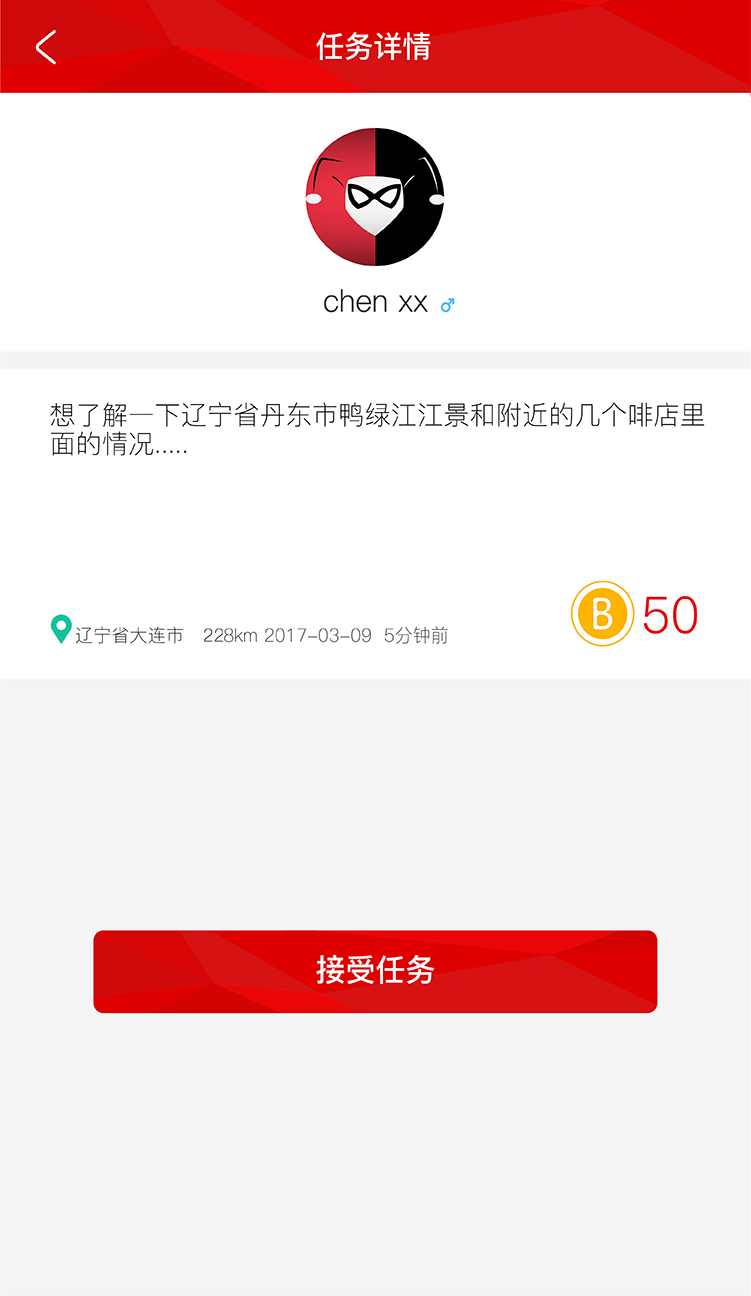 任务详情
chen xx
想了解一下辽宁省丹东市鸭绿江江景和附近的几个啡店里
面的情况.....
辽宁省大连市 228km 2017-03-09 5分钟前
B 50
接受任务